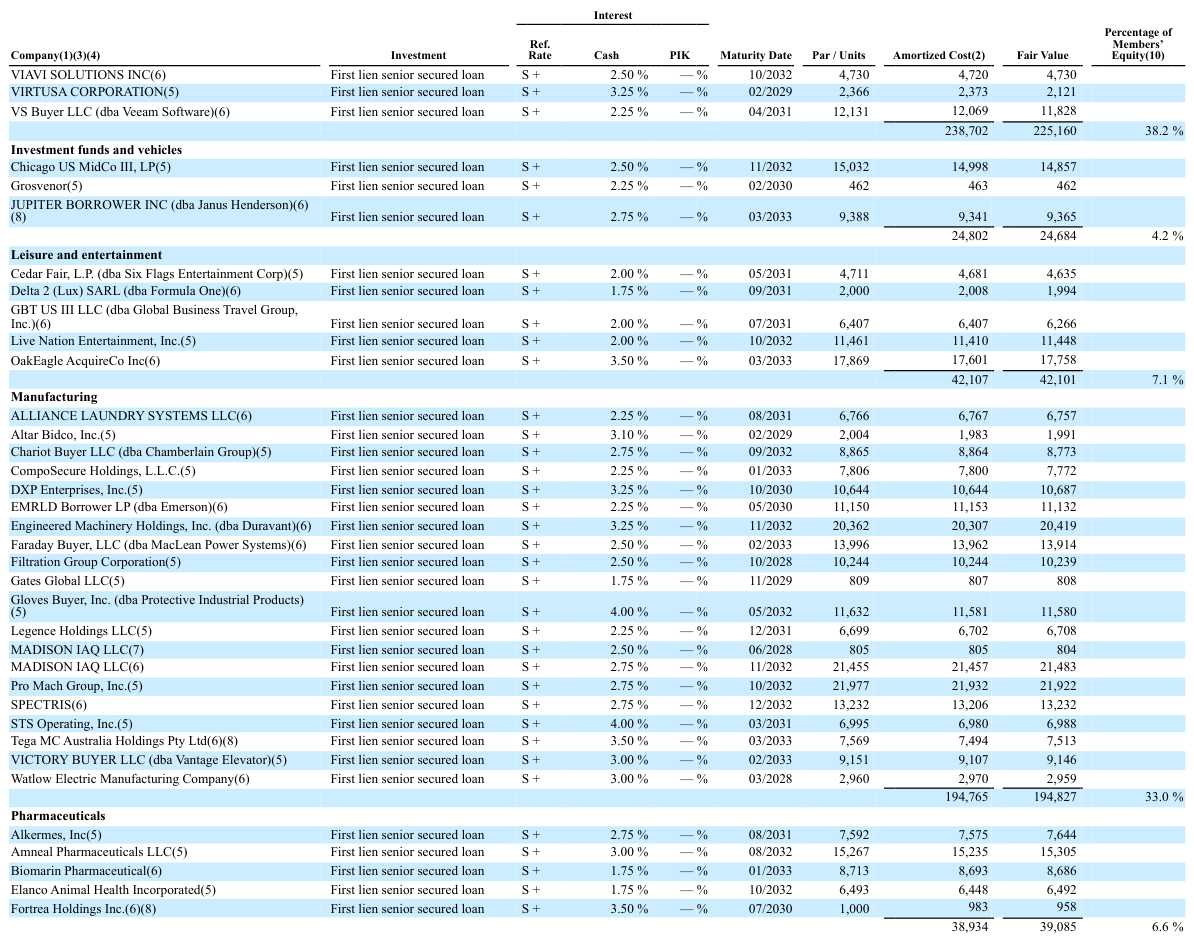 Interest
Company(1)(3)(4) Investment Ref. Rate Cash PIK Maturity Date Par / Units Amortized Cost(2) Fair Value Percentage of Members' Equity(10)
VIAVI SOLUTIONS INC(6) First lien senior secured loan S + 2.50 % — % 10/2032 4,730 4,720 4,730
VIRTUSA CORPORATION(5) First lien senior secured loan S + 3.25 % — % 02/2029 2,366 2,373 2,121
VS Buyer LLC (dba Veeam Software)(6) First lien senior secured loan S + 2.25 % — % 04/2031 12,131 12,069 11,828
238,702 225,160 38.2 %
Investment funds and vehicles
Chicago US MidCo III, LP(5) First lien senior secured loan S + 2.50 % — % 11/2032 15,032 14,998 14,857
Grosvenor(5) First lien senior secured loan S + 2.25 % — % 02/2030 462 463 462
JUPITER BORROWER INC (dba Janus Henderson)(6)
(8) First lien senior secured loan S + 2.75 % — % 03/2033 9,388 9,341 9,365
24,802 24,684 4.2 %
Leisure and entertainment
Cedar Fair, L.P. (dba Six Flags Entertainment Corp)(5) First lien senior secured loan S + 2.00 % — % 05/2031 4,711 4,681 4,635
Delta 2 (Lux) SARL (dba Formula One)(6) First lien senior secured loan S + 1.75 % — % 09/2031 2,000 2,008 1,994
GBT US III LLC (dba Global Business Travel Group,
Inc.)(6) First lien senior secured loan S + 2.00 % — % 07/2031 6,407 6,407 6,266
Live Nation Entertainment, Inc.(5) First lien senior secured loan S + 2.00 % — % 10/2032 11,461 11,410 11,448
OakEagle AcquireCo Inc(6) First lien senior secured loan S + 3.50 % — % 03/2033 17,869 17,601 17,758
42,107 42,101 7.1 %
Manufacturing
ALLIANCE LAUNDRY SYSTEMS LLC(6) First lien senior secured loan S + 2.25 % — % 08/2031 6,766 6,767 6,757
Altar Bidco, Inc.(5) First lien senior secured loan S + 3.10 % — % 02/2029 2,004 1,983 1,991
Chariot Buyer LLC (dba Chamberlain Group)(5) First lien senior secured loan S + 2.75 % — % 09/2032 8,865 8,864 8,773
CompoSecure Holdings, L.L.C.(5) First lien senior secured loan S + 2.25 % — % 01/2033 7,806 7,800 7,772
DXP Enterprises, Inc.(5) First lien senior secured loan S + 3.25 % — % 10/2030 10,644 10,644 10,687
EMRLD Borrower LP (dba Emerson)(6) First lien senior secured loan S + 2.25 % — % 05/2030 11,150 11,153 11,132
Engineered Machinery Holdings, Inc. (dba Duravant)(6) First lien senior secured loan S + 3.25 % — % 11/2032 20,362 20,307 20,419
Faraday Buyer, LLC (dba MacLean Power Systems)(6) First lien senior secured loan S + 2.50 % — % 02/2033 13,996 13,962 13,914
Filtration Group Corporation(5) First lien senior secured loan S + 2.50 % — % 10/2028 10,244 10,244 10,239
Gates Global LLC(5) First lien senior secured loan S + 1.75 % — % 11/2029 809 807 808
Gloves Buyer, Inc. (dba Protective Industrial Products)
(5) First lien senior secured loan S + 4.00 % — % 05/2032 11,632 11,581 11,580
Legence Holdings LLC(5) First lien senior secured loan S + 2.25 % — % 12/2031 6,699 6,702 6,708
MADISON IAQ LLC(7) First lien senior secured loan S + 2.50 % — % 06/2028 805 805 804
MADISON IAQ LLC(6) First lien senior secured loan S + 2.75 % — % 11/2032 21,455 21,457 21,483
Pro Mach Group, Inc.(5) First lien senior secured loan S + 2.75 % — % 10/2032 21,977 21,932 21,922
SPECTRIS(6) First lien senior secured loan S + 2.75 % — % 12/2032 13,232 13,206 13,232
STS Operating, Inc.(5) First lien senior secured loan S + 4.00 % — % 03/2031 6,995 6,980 6,988
Tega MC Australia Holdings Pty Ltd(6)(8) First lien senior secured loan S + 3.50 % — % 03/2033 7,569 7,494 7,513
VICTORY BUYER LLC (dba Vantage Elevator)(5) First lien senior secured loan S + 3.00 % — % 02/2033 9,151 9,107 9,146
Watlow Electric Manufacturing Company(6) First lien senior secured loan S + 3.00 % — % 03/2028 2,960 2,970 2,959
194,765 194,827 33.0 %
Pharmaceuticals
Alkermes, Inc(5) First lien senior secured loan S + 2.75 % — % 08/2031 7,592 7,575 7,644
Amneal Pharmaceuticals LLC(5) First lien senior secured loan S + 3.00 % — % 08/2032 15,267 15,235 15,305
Biomarin Pharmaceutical(6) First lien senior secured loan S + 1.75 % — % 01/2033 8,713 8,693 8,686
Elanco Animal Health Incorporated(5) First lien senior secured loan S + 1.75 % — % 10/2032 6,493 6,448 6,492
Fortrea Holdings Inc.(6)(8) First lien senior secured loan S + 3.50 % — % 07/2030 1,000 983 958
38,934 39,085 6.6 %